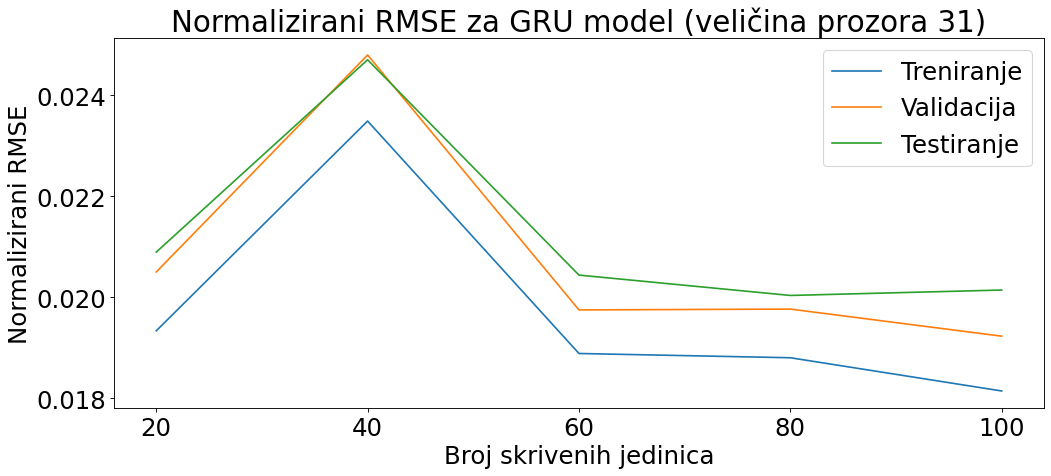 Normalizirani RMSE za GRU model (veličina prozora 31)
Treniranje
Validacija
Testiranje
Normalizirani RMSE
0.024
0.022
0.020
0.018
20 40 60 80 100
Broj skrivenih jedinica